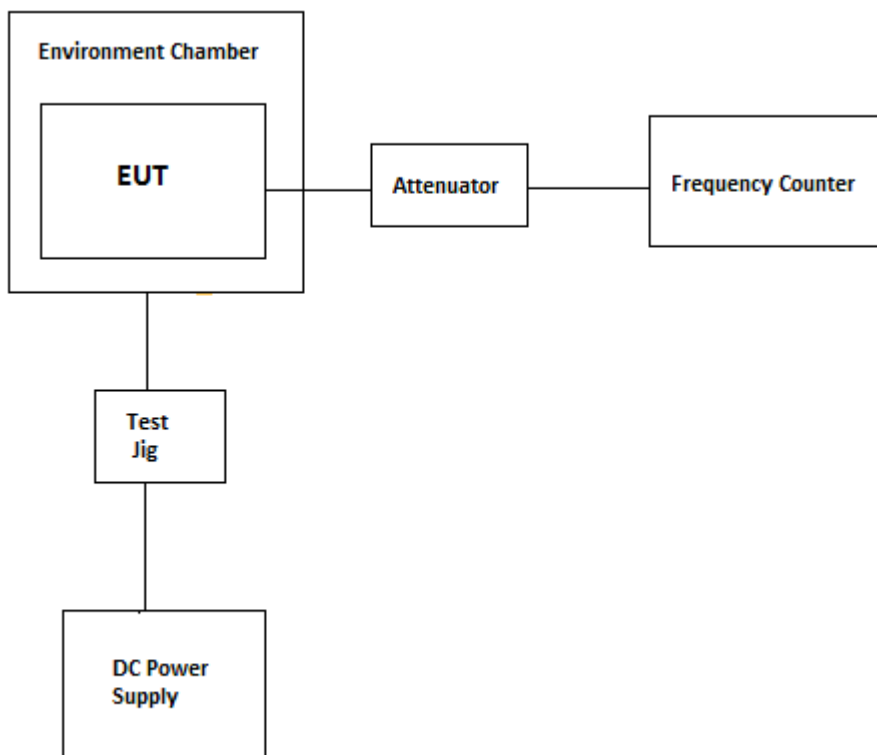 Environment Chamber
EUT
Attenuator
Frequency Counter
Test
Jig
DC Power
Supply